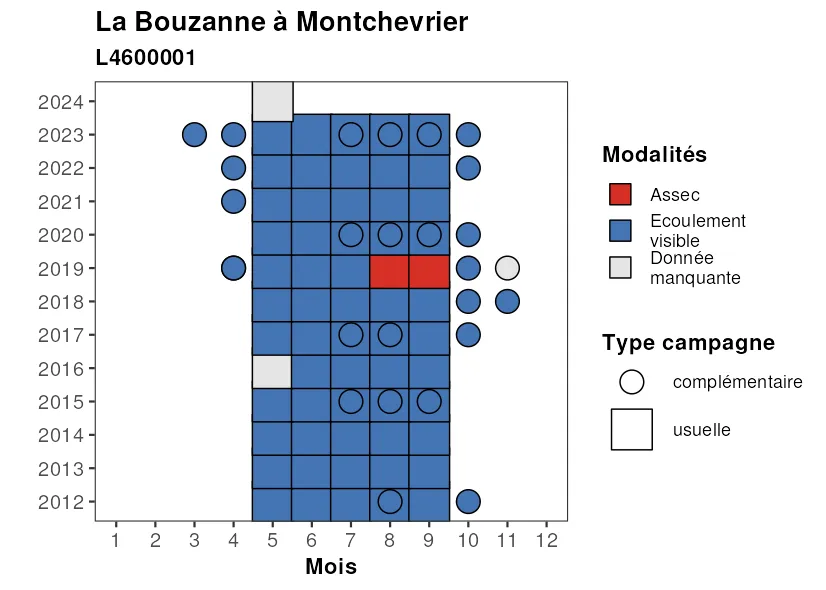 La Bouzanne à Montchevrier
L4600001
2024
2023
2022
2021
2020
2019
2018
2017
2016
2015
2014
2013
2012
1 2 3 4 5 6 7 8 9 10 11 12
Mois
Modalités
Assec
Ecoulement
visible
Donnée
manquante
Type campagne
complémentaire
usuelle